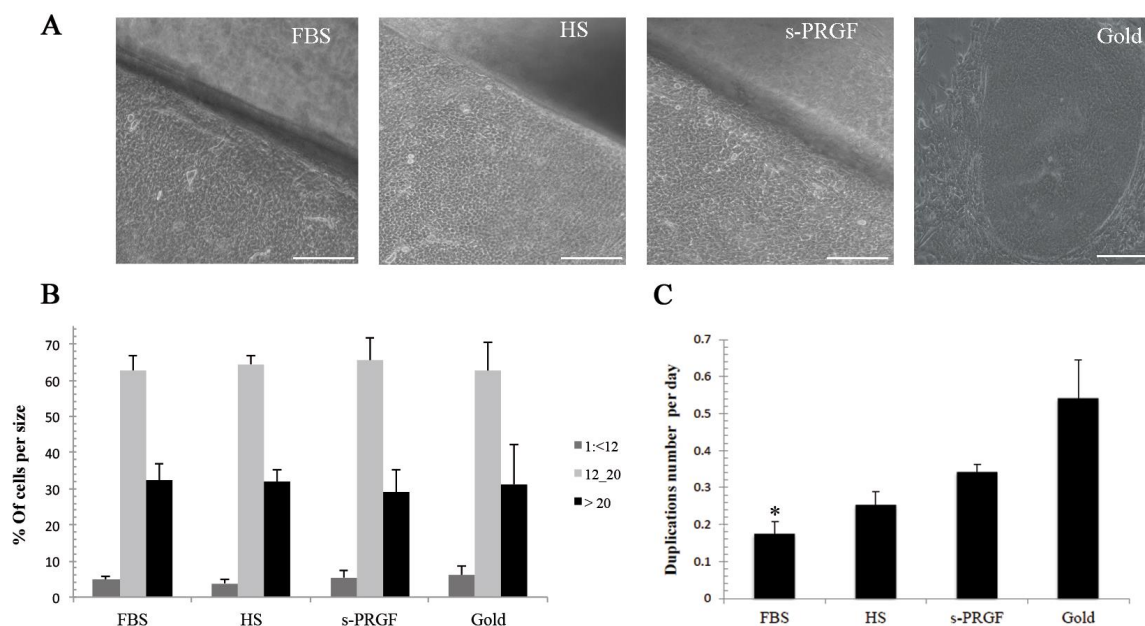 A
FBS
HS
s-PRGF
Gold
B
% Of cells per size
70
60
50
40
30
20
10
0
FBS
HS
s-PRGF
Gold
1:<12
12_20
> 20
C
Duplications number per day
0.7
0.6
0.5
0.4
0.3
0.2
0.1
0
*
FBS
HS
s-PRGF
Gold